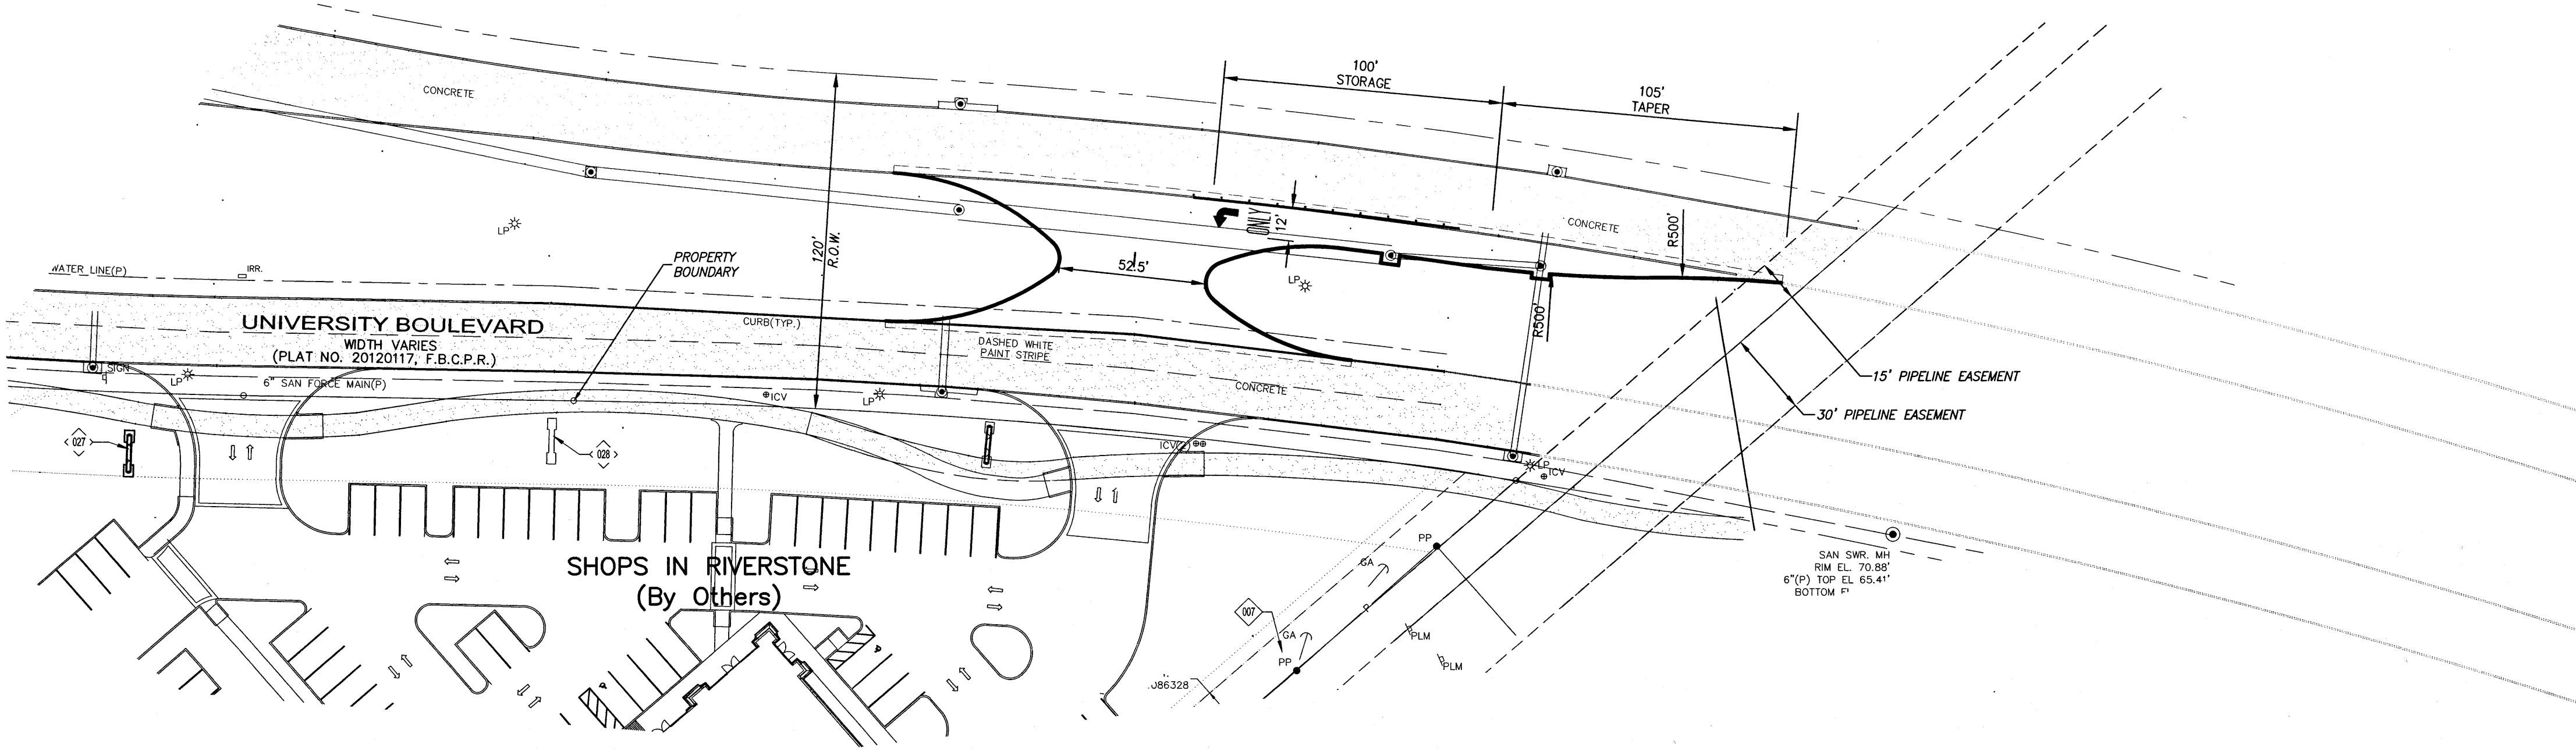 100'
STORAGE
105'
TAPER
CONCRETE
120'
R.O.W.
ONLY
12'
CONCRETE
R500'
LP
PROPERTY
BOUNDARY
52.5'
LP
WATER LINE(P)
IRR.
UNIVERSITY BOULEVARD
WIDTH VARIES
(PLAT NO. 20120117, F.B.C.P.R.)
CURB(TYP.)
DASHED WHITE
PAINT STRIPE
R500'
15' PIPELINE EASEMENT
30' PIPELINE EASEMENT
SIGN
LP
6" SAN FORCE MAIN(P)
ICV
LP
CONCRETE
027
028
ICV(2)
LP
ICV
SHOPS IN RIVERSTONE
(By Others)
PP
GA
SAN SWR. MH
RIM EL. 70.88'
6"(P) TOP EL 65.41'
BOTTOM
007
GA
PP
PLM
PLM
086328